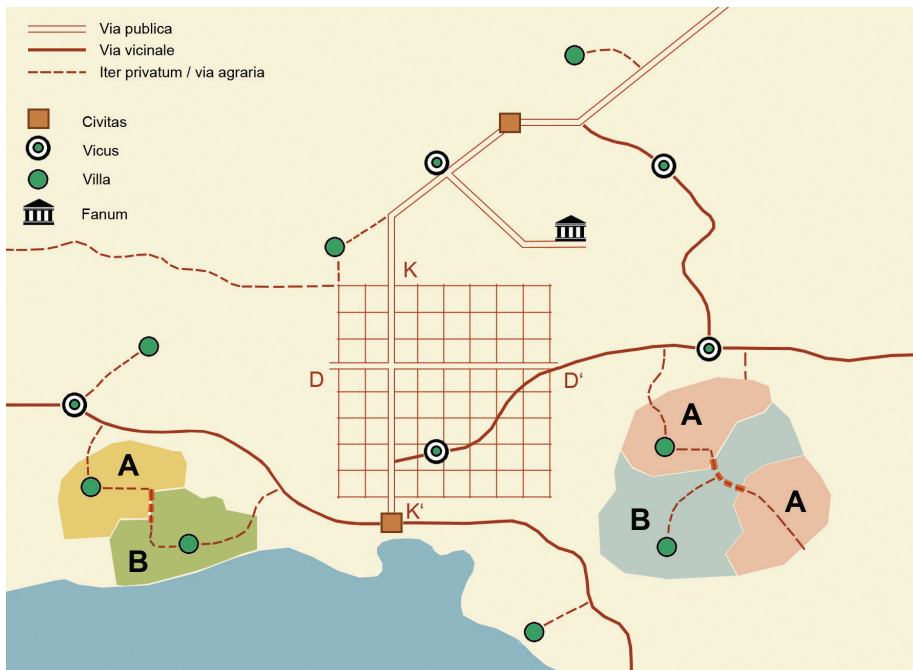 Via publica
Via vicinale
Iter privatum / via agraria
Civitas
Vicus
Villa
Fanum
K
D
D‘
K‘
A
B
A
A
B